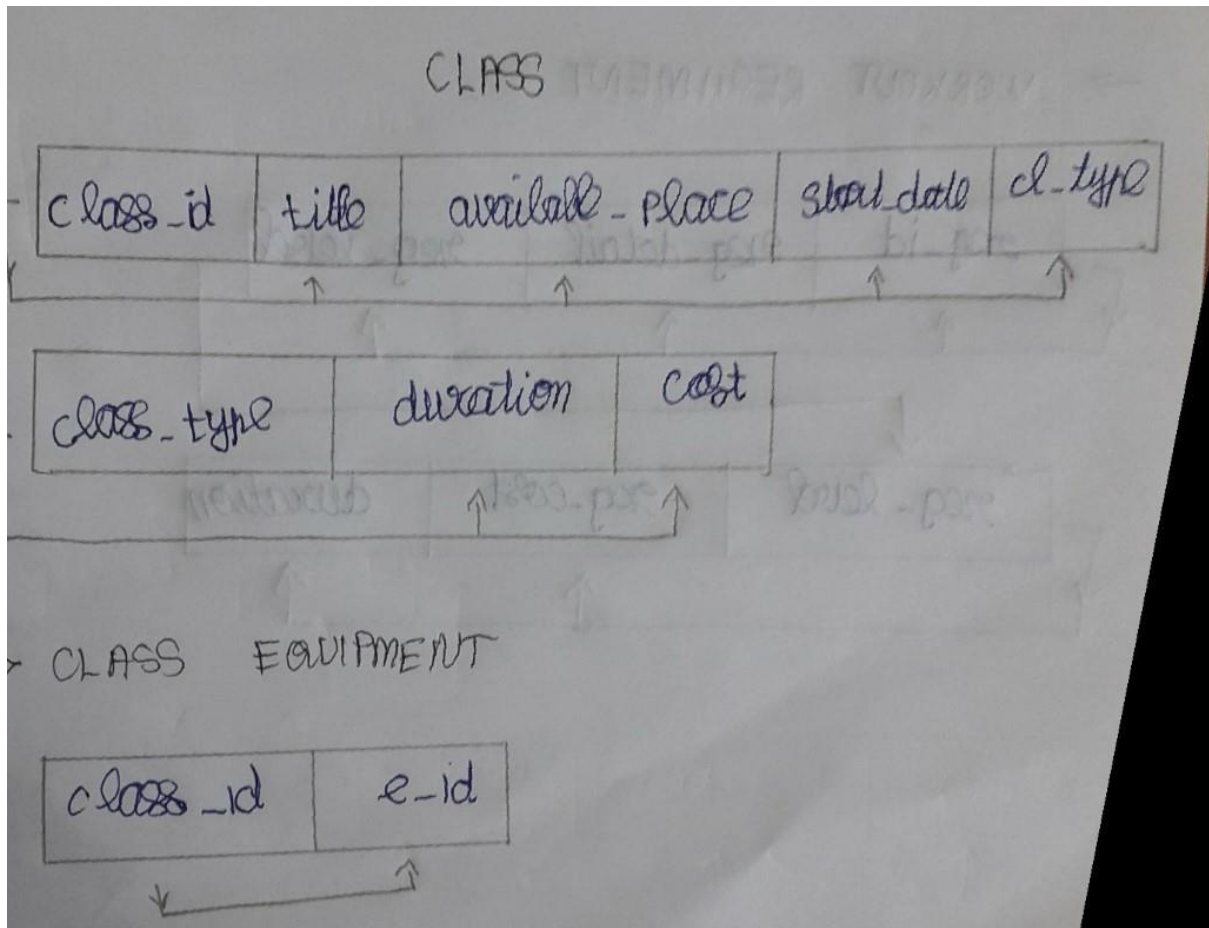 CLASS
class_id title available_place start_date cl_type
class_type duration cost
CLASS EQUIPMENT
class_id e_id